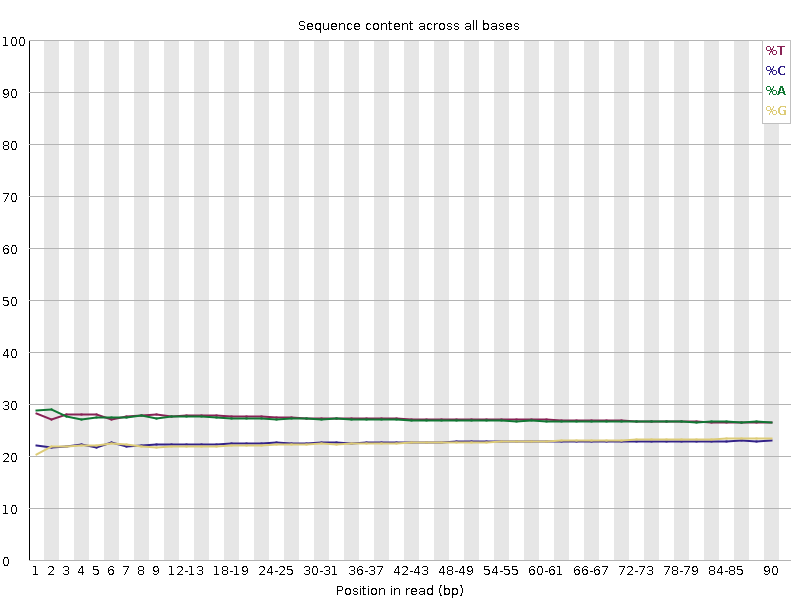 Sequence content across all bases
100
90
80
70
60
50
40
30
20
10
0
%T
%C
%A
%G
1 2 3 4 5 6 7 8 9 12-13 18-19 24-25 30-31 36-37 42-43 48-49 54-55 60-61 66-67 72-73 78-79 84-85 90
Position in read (bp)